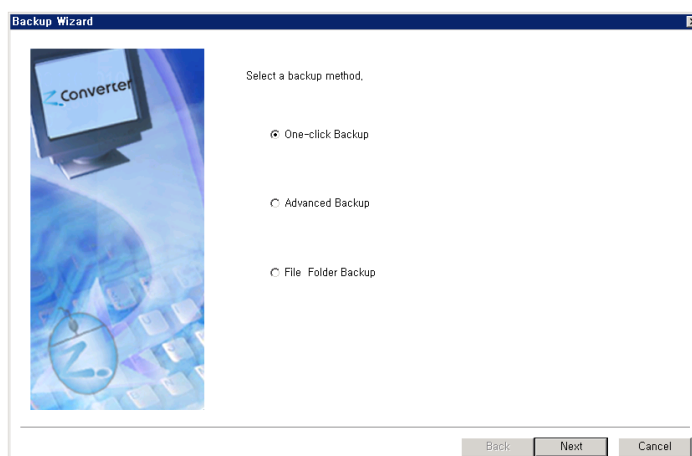 Backup Wizard
Z Converter
Select a backup method,
One-click Backup
Advanced Backup
File Folder Backup
Z
Back
Next
Cancel